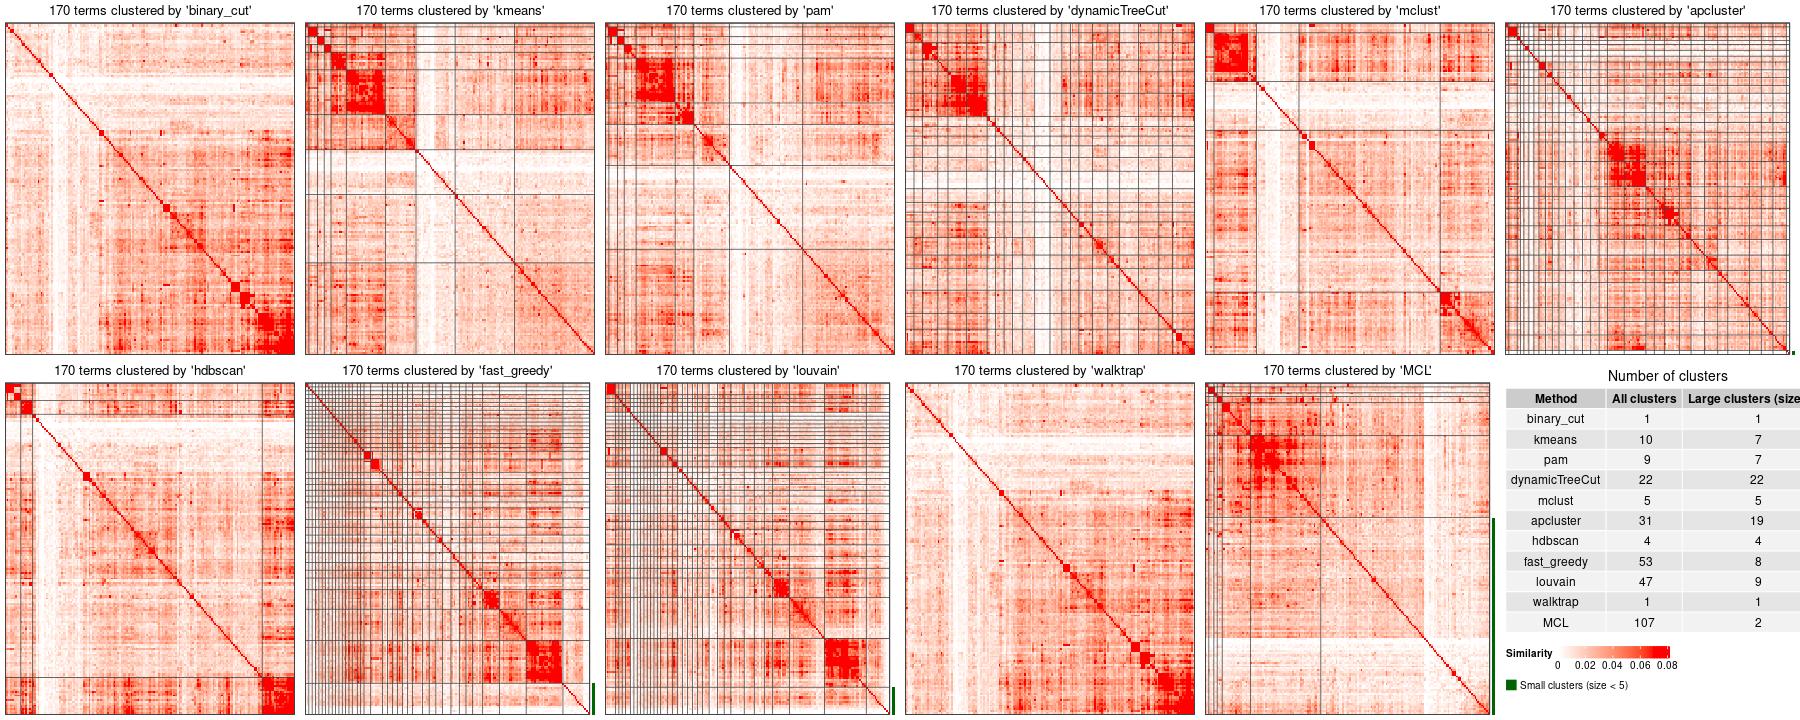 170 terms clustered by 'binary_cut'
170 terms clustered by 'kmeans'
170 terms clustered by 'pam'
170 terms clustered by 'dynamicTreeCut'
170 terms clustered by 'mclust'
170 terms clustered by 'apcluster'
170 terms clustered by 'hdbscan'
170 terms clustered by 'fast_greedy'
170 terms clustered by 'louvain'
170 terms clustered by 'walktrap'
170 terms clustered by 'MCL'
Number of clusters
Method All clusters Large clusters (size
binary_cut 1 1
kmeans 10 7
pam 9 7
dynamicTreeCut 22 22
mclust 5 5
apcluster 31 19
hdbscan 4 4
fast_greedy 53 8
louvain 47 9
walktrap 1 1
MCL 107 2
Similarity
0 0.02 0.04 0.06 0.08
Small clusters (size < 5)